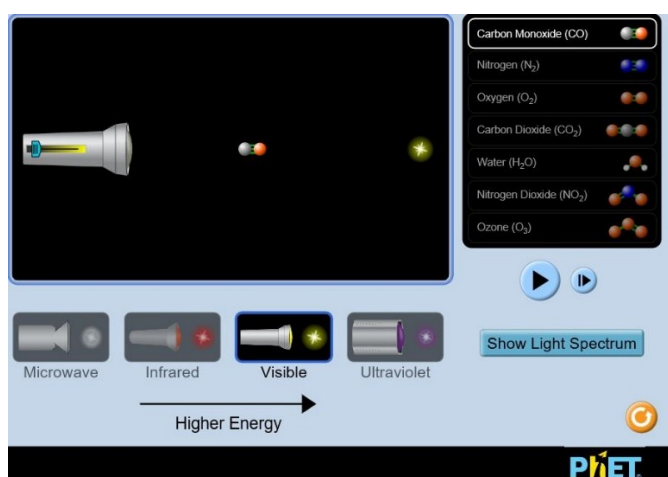 Carbon Monoxide (CO)
Nitrogen (N₂)
Oxygen (O₂)
Carbon Dioxide (CO₂)
Water (H₂O)
Nitrogen Dioxide (NO₂)
Ozone (O₃)
Show Light Spectrum
Microwave
Infrared
Visible
Ultraviolet
Higher Energy
PhET